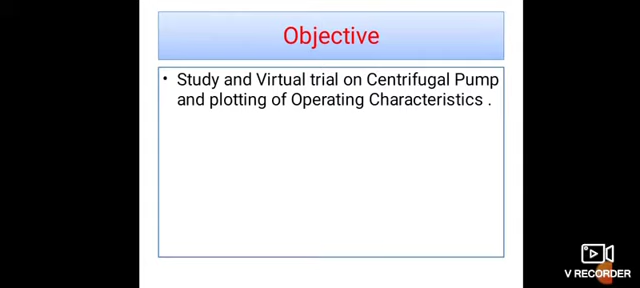 Objective
• Study and Virtual trial on Centrifugal Pump
and plotting of Operating Characteristics .
V RECORDER